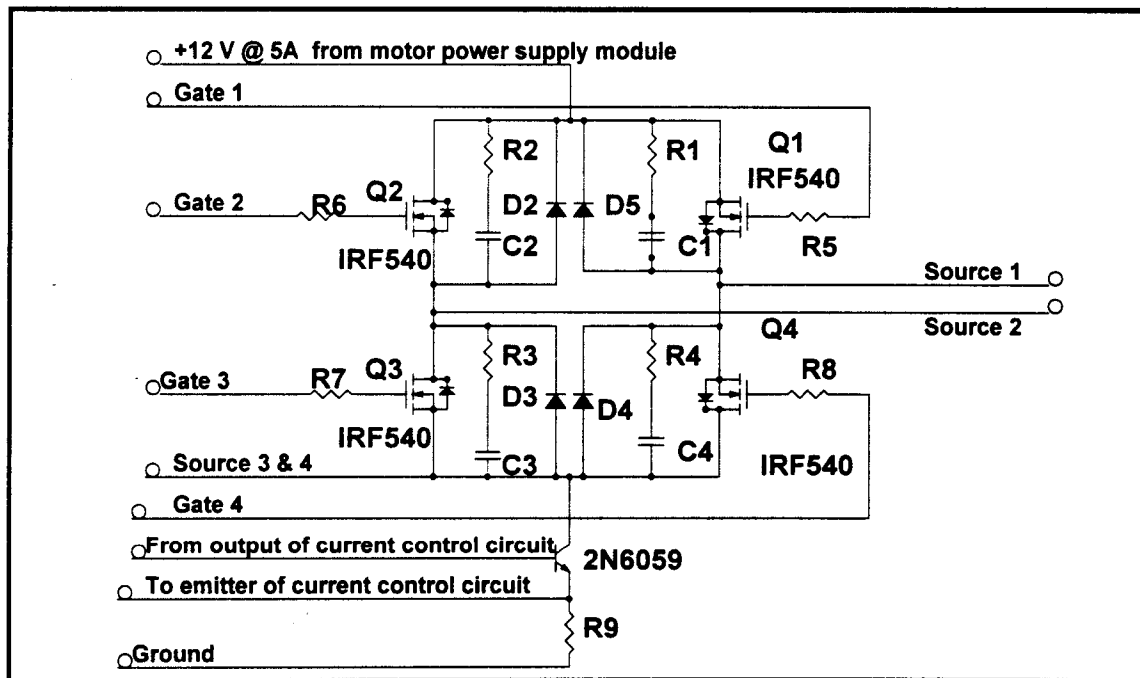 +12 V @ 5A from motor power supply module
Gate 1
R2
R1
Q1
IRF540
Gate 2
R6
Q2
D2
D5
IRF540
C2
C1
R5
Source 1
Source 2
Q4
R3
R4
Gate 3
R7
Q3
D3
D4
R8
IRF540
C3
C4
IRF540
Source 3 & 4
Gate 4
From output of current control circuit
2N6059
To emitter of current control circuit
R9
Ground